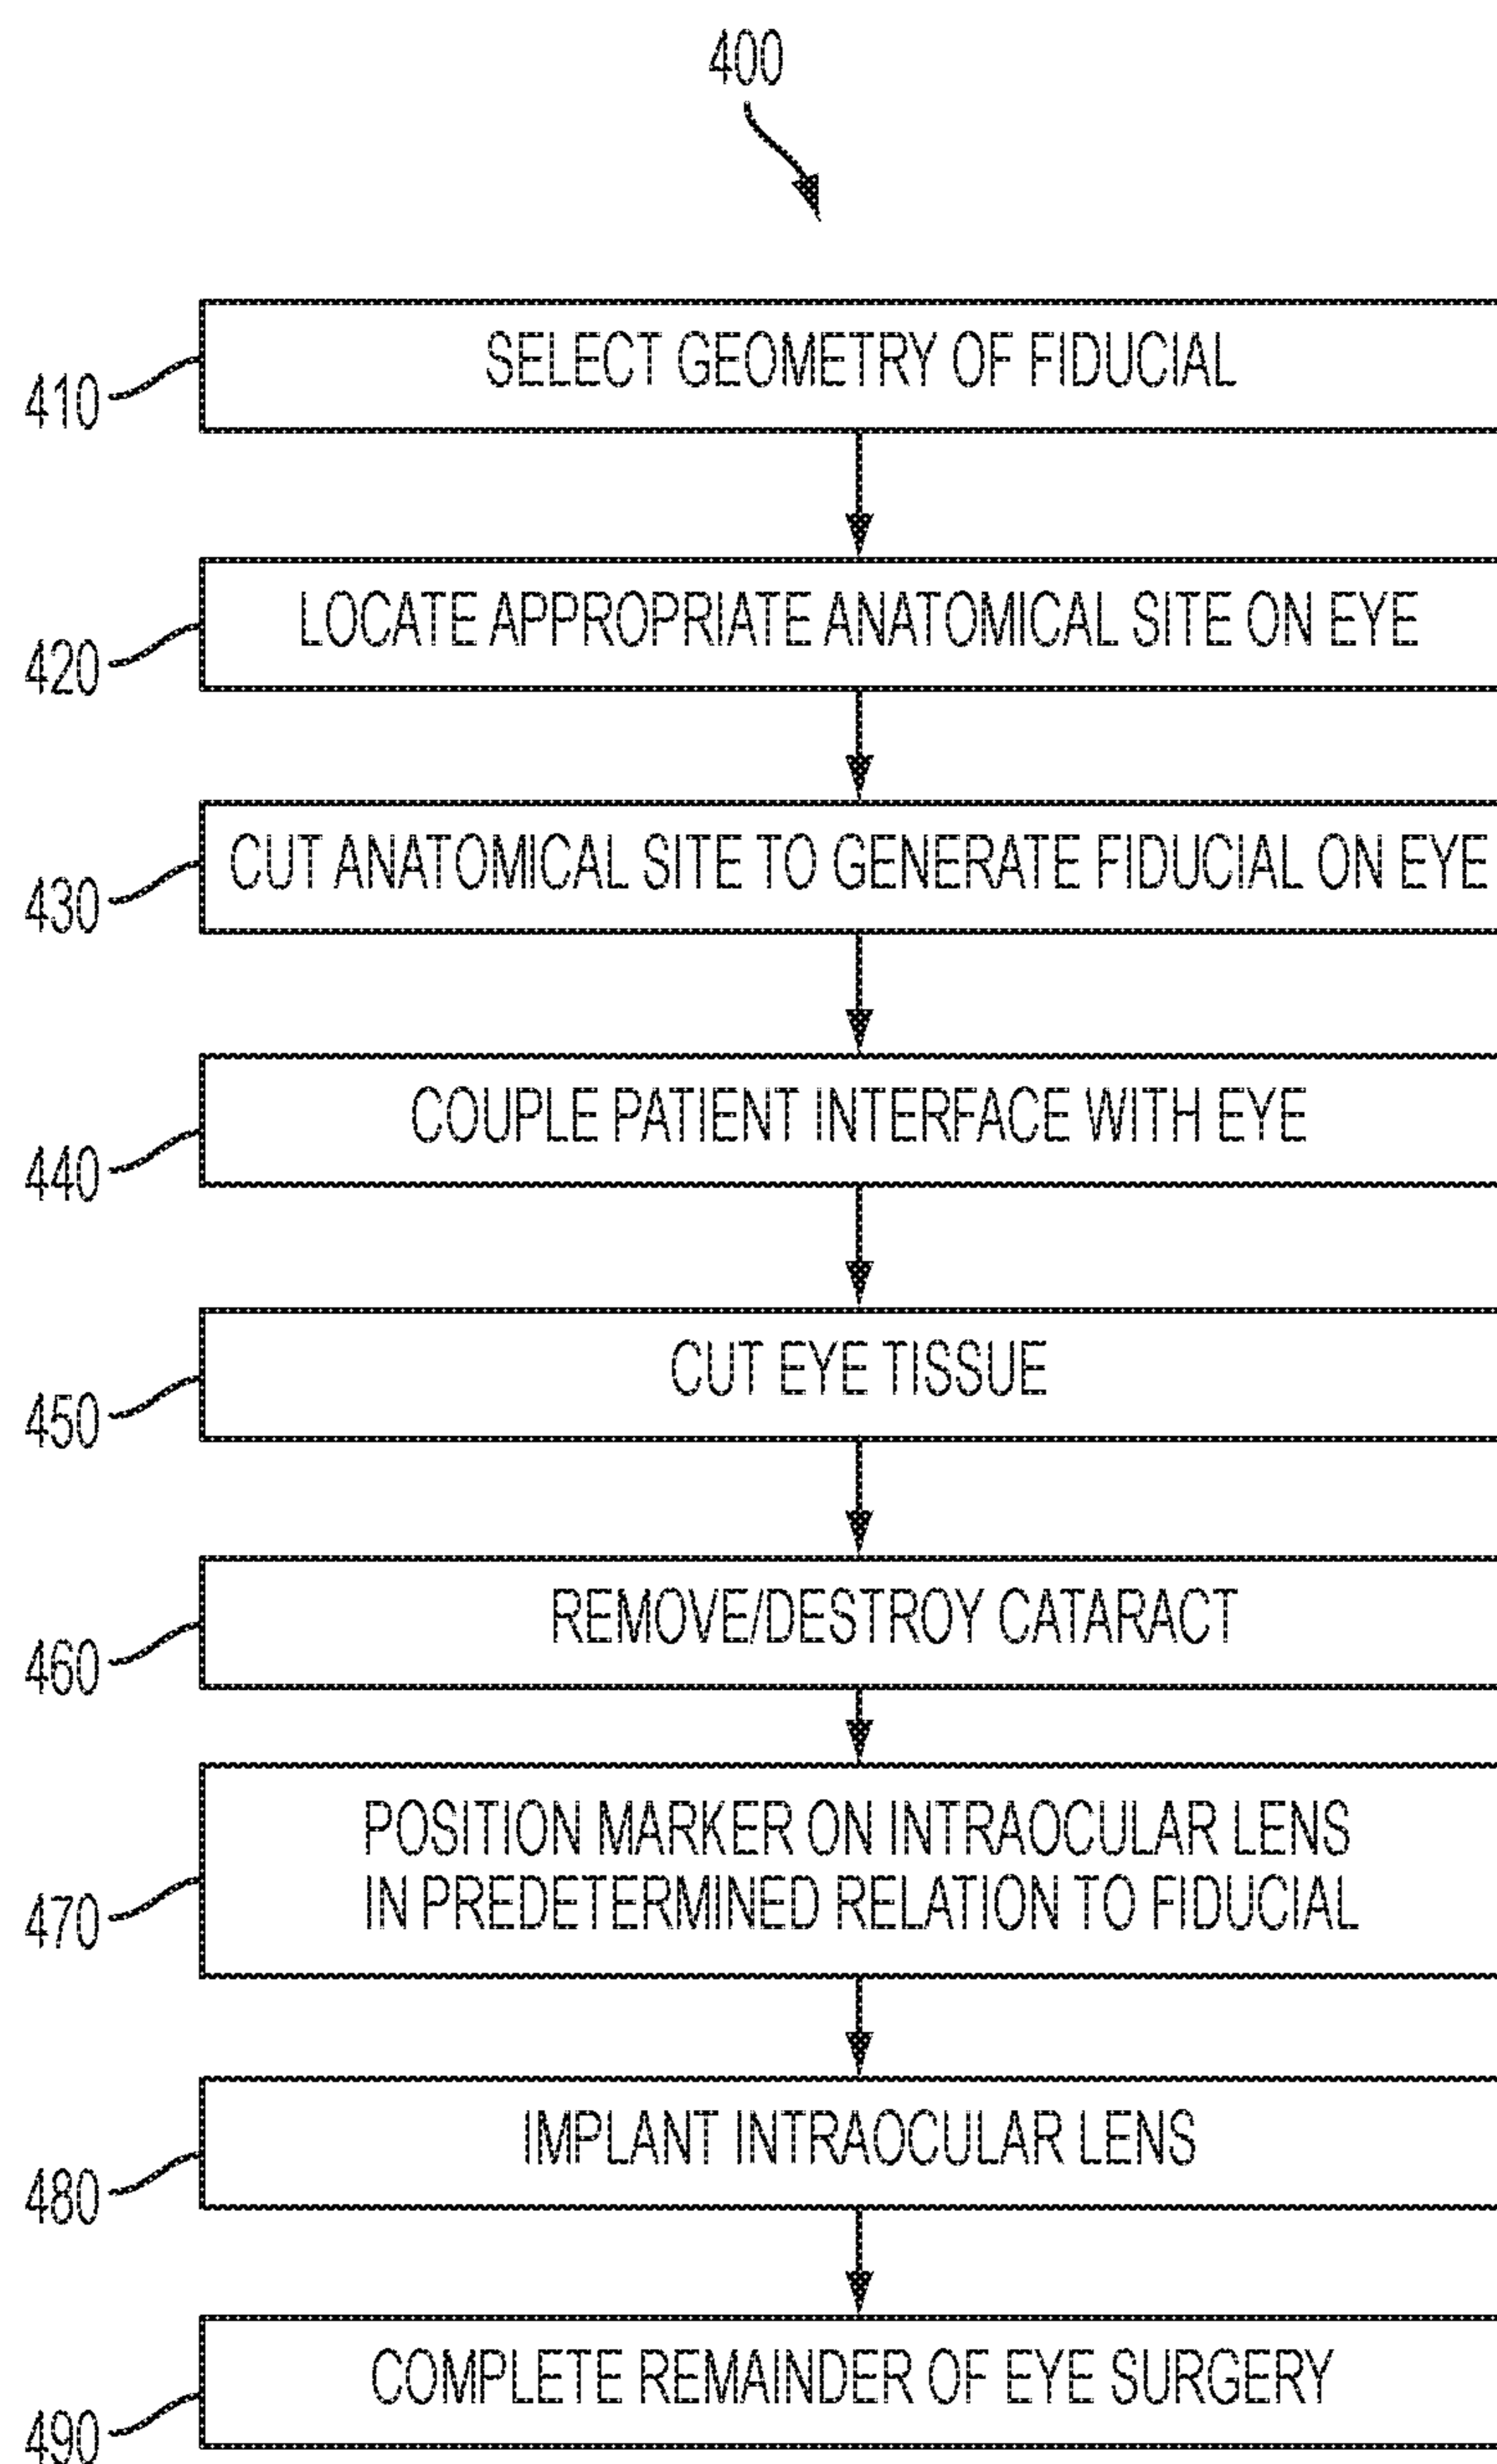 400
410
SELECT GEOMETRY OF FIDUCIAL
420
LOCATE APPROPRIATE ANATOMICAL SITE ON EYE
430
CUT ANATOMICAL SITE TO GENERATE FIDUCIAL ON EYE
440
COUPLE PATIENT INTERFACE WITH EYE
450
CUT EYE TISSUE
460
REMOVE/DESTROY CATARACT
470
POSITION MARKER ON INTRAOCULAR LENS
IN PREDETERMINED RELATION TO FIDUCIAL
480
IMPLANT INTRAOCULAR LENS
490
COMPLETE REMAINDER OF EYE SURGERY